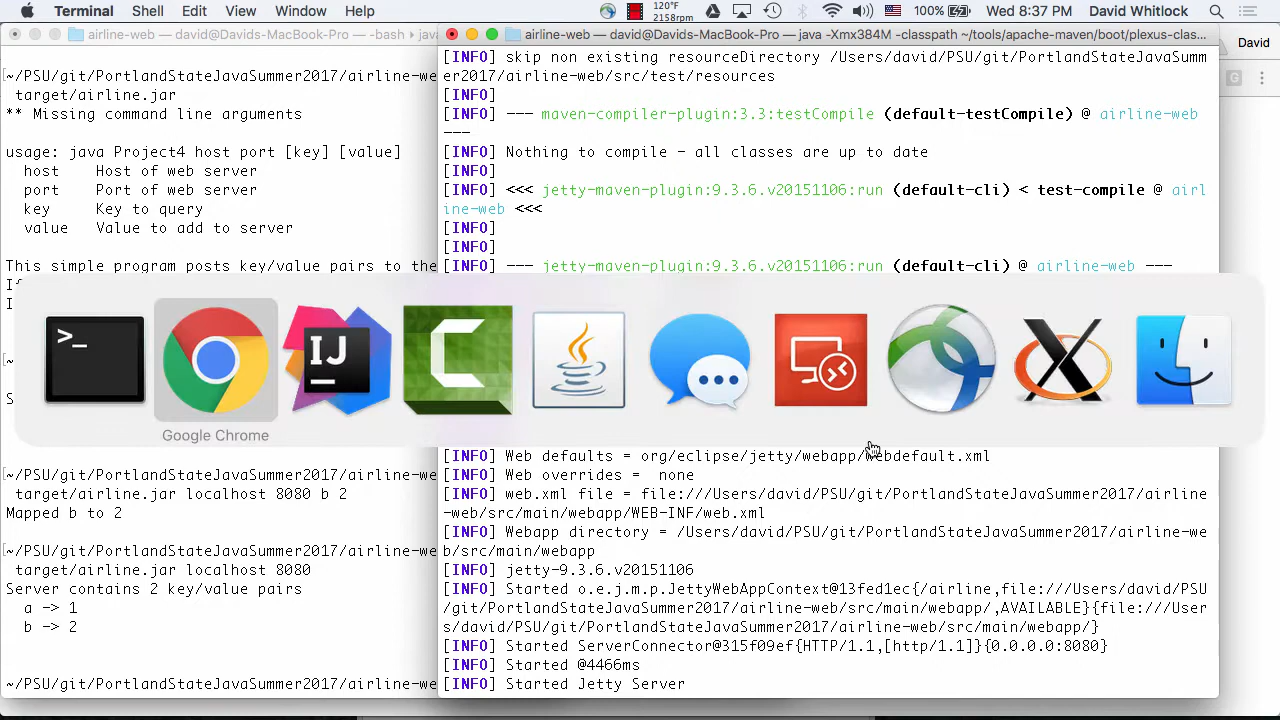 Terminal Shell Edit View Window Help 120°F 2158rpm 100% Wed 8:37 PM David Whitlock
airline-web — david@Davids-MacBook-Pro — -bash
java
~/PSU/git/PortlandStateJavaSummer2017/airline-we
target/airline.jar
** Missing command line arguments
usage: java Project4 host port [key] [value]
host Host of web server
port Port of web server
key Key to query
value Value to add to server
This simple program posts key/value pairs to the
~/PSU/git/PortlandStateJavaSummer2017/airline-we
target/airline.jar localhost 8080 b 2
Mapped b to 2
~/PSU/git/PortlandStateJavaSummer2017/airline-we
target/airline.jar localhost 8080
Server contains 2 key/value pairs
a -> 1
b -> 2
~/PSU/git/PortlandStateJavaSummer2017/airline-we
airline-web — david@Davids-MacBook-Pro — java -Xmx384M -classpath ~/tools/apache-maven/boot/plexus-clas...
[INFO] skip non existing resourceDirectory /Users/david/PSU/git/PortlandStateJavaSumm
er2017/airline-web/src/test/resources
[INFO]
[INFO] --- maven-compiler-plugin:3.3:testCompile (default-testCompile) @ airline-web
---
[INFO] Nothing to compile - all classes are up to date
[INFO]
[INFO] <<< jetty-maven-plugin:9.3.6.v20151106:run (default-cli) < test-compile @ airl
ine-web <<<
[INFO]
[INFO]
[INFO] --- jetty-maven-plugin:9.3.6.v20151106:run (default-cli) @ airline-web ---
>_
IJ
Google Chrome
[INFO] Web defaults = org/eclipse/jetty/webapp/webdefault.xml
[INFO] Web overrides = none
[INFO] web.xml file = file:///Users/david/PSU/git/PortlandStateJavaSummer2017/airline
-web/src/main/webapp/WEB-INF/web.xml
[INFO] Webapp directory = /Users/david/PSU/git/PortlandStateJavaSummer2017/airline-we
b/src/main/webapp
[INFO] jetty-9.3.6.v20151106
[INFO] Started o.e.j.m.p.JettyWebAppContext@13fed1ec{/airline,file:///Users/david/PSU
/git/PortlandStateJavaSummer2017/airline-web/src/main/webapp/,AVAILABLE}{file:///User
s/david/PSU/git/PortlandStateJavaSummer2017/airline-web/src/main/webapp/}
[INFO] Started ServerConnector@315f09ef{HTTP/1.1,[http/1.1]}{0.0.0.0:8080}
[INFO] Started @4466ms
[INFO] Started Jetty Server
David